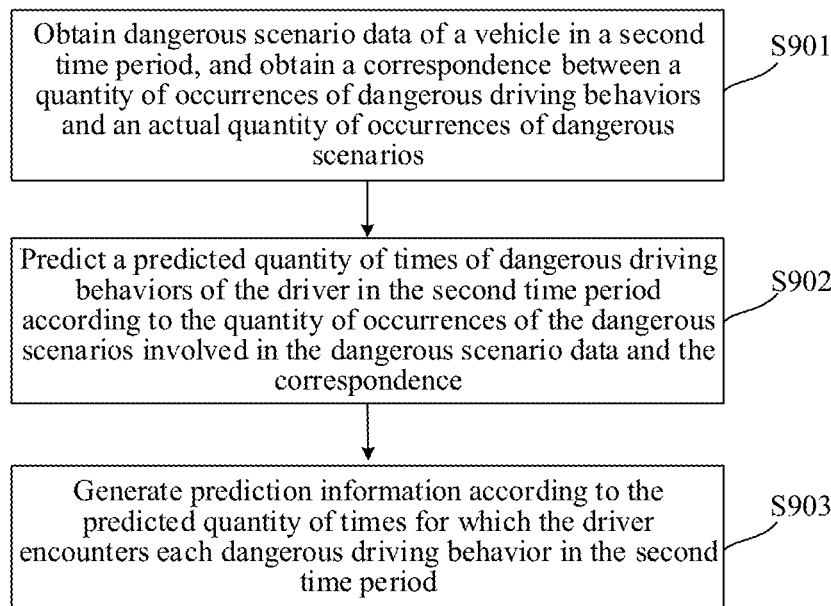 Obtain dangerous scenario data of a vehicle in a second
time period, and obtain a correspondence between a
quantity of occurrences of dangerous driving behaviors
and an actual quantity of occurrences of dangerous
scenarios
S901
Predict a predicted quantity of times of dangerous driving
behaviors of the driver in the second time period
according to the quantity of occurrences of the dangerous
scenarios involved in the dangerous scenario data and the
correspondence
S902
Generate prediction information according to the
predicted quantity of times for which the driver
encounters each dangerous driving behavior in the second
time period
S903